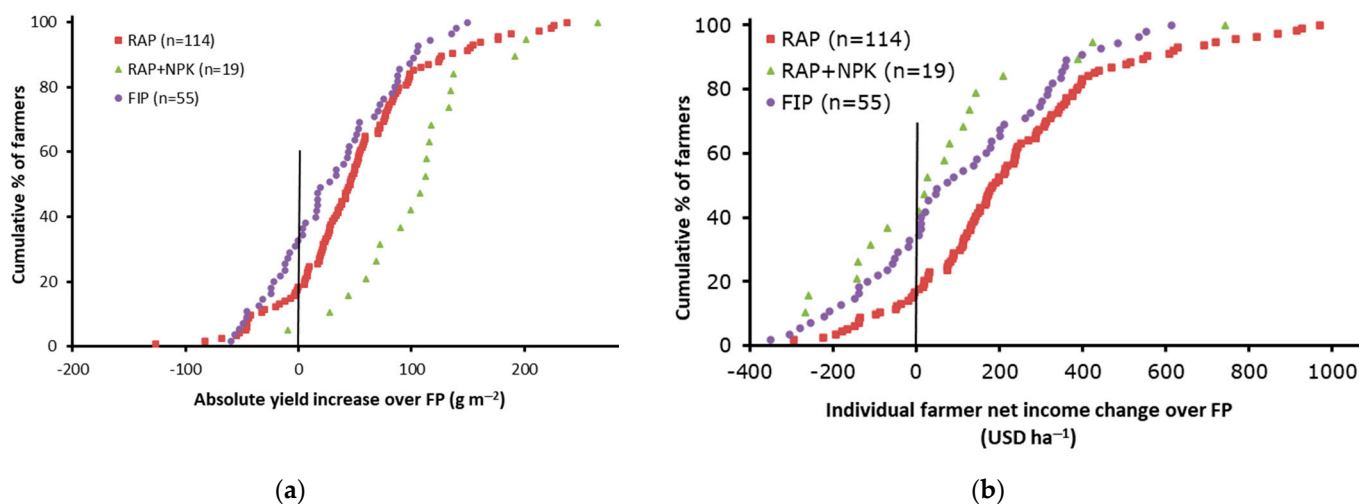 100
90
80
60
40
20
0
-200
-100
0
100
200
RAP (n=114)
RAP+NPK (n=19)
FIP (n=55)
Cumulative % of farmers
Absolute yield increase over FP (g m−2)
(a)
100
80
60
40
20
0
-400
-200
0
200
400
600
800
1000
RAP (n=114)
RAP+NPK (n=19)
FIP (n=55)
Cumulative % of farmers
Individual farmer net income change over FP
(USD ha−1)
(b)